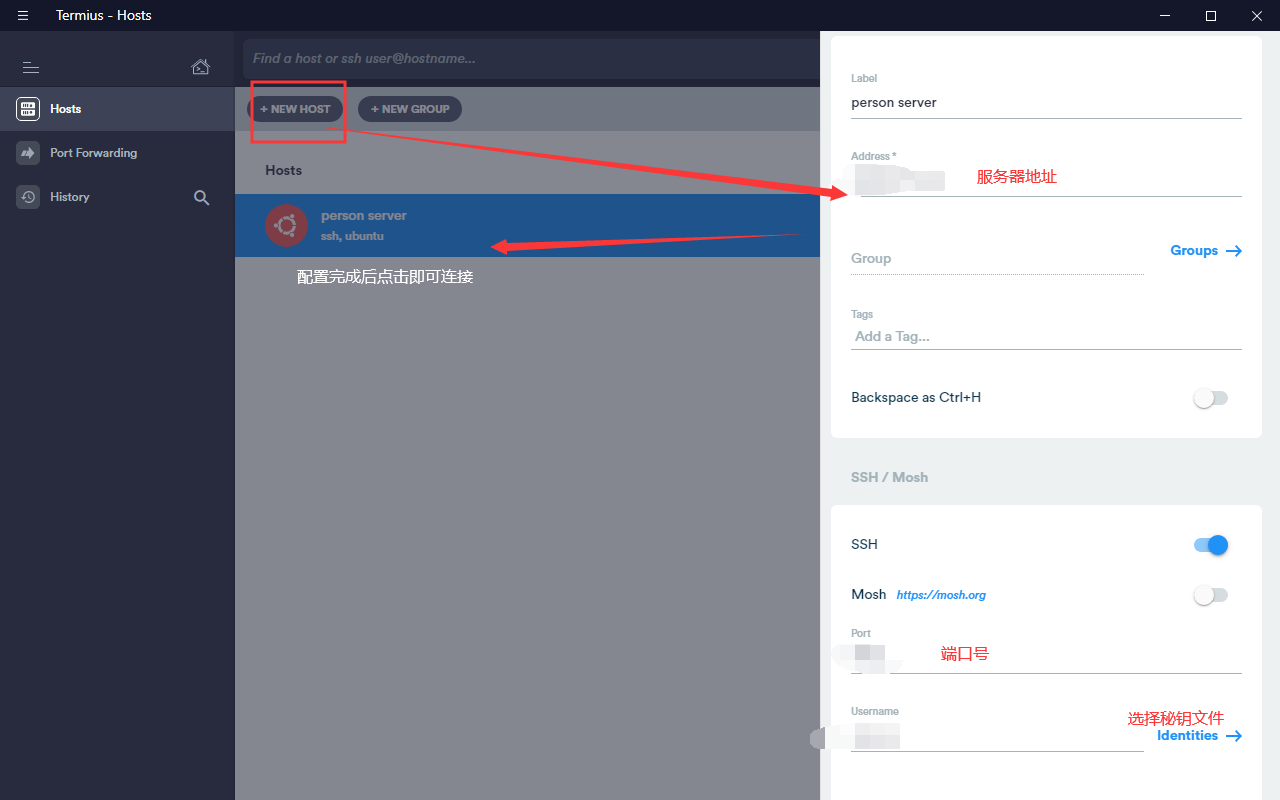 Termius - Hosts
Find a host or ssh user@hostname...
Hosts
Port Forwarding
History
+ NEW HOST
+ NEW GROUP
Hosts
person server
ssh, ubuntu
配置完成后点击即可连接
Label
person server
Address *
服务器地址
Group
Groups
Tags
Add a Tag...
Backspace as Ctrl+H
SSH / Mosh
SSH
Mosh https://mosh.org
Port
端口号
Username
选择秘钥文件
Identities